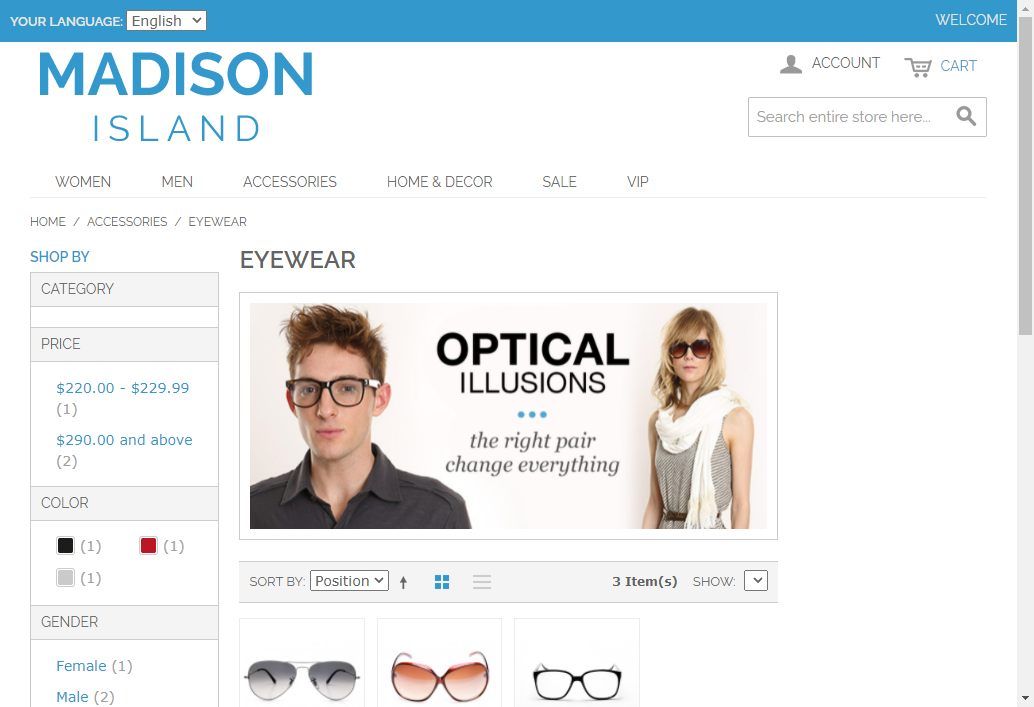 YOUR LANGUAGE: English
WELCOME
MADISON
ISLAND
ACCOUNT
CART
Search entire store here...
WOMEN MEN ACCESSORIES HOME & DECOR SALE VIP
HOME / ACCESSORIES / EYEWEAR
SHOP BY
CATEGORY
PRICE
$220.00 - $229.99
(1)
$290.00 and above
(2)
COLOR
(1) (1)
(1)
GENDER
Female (1)
Male (2)
EYEWEAR
OPTICAL
ILLUSIONS
the right pair
change everything
SORT BY: Position 3 Item(s) SHOW: